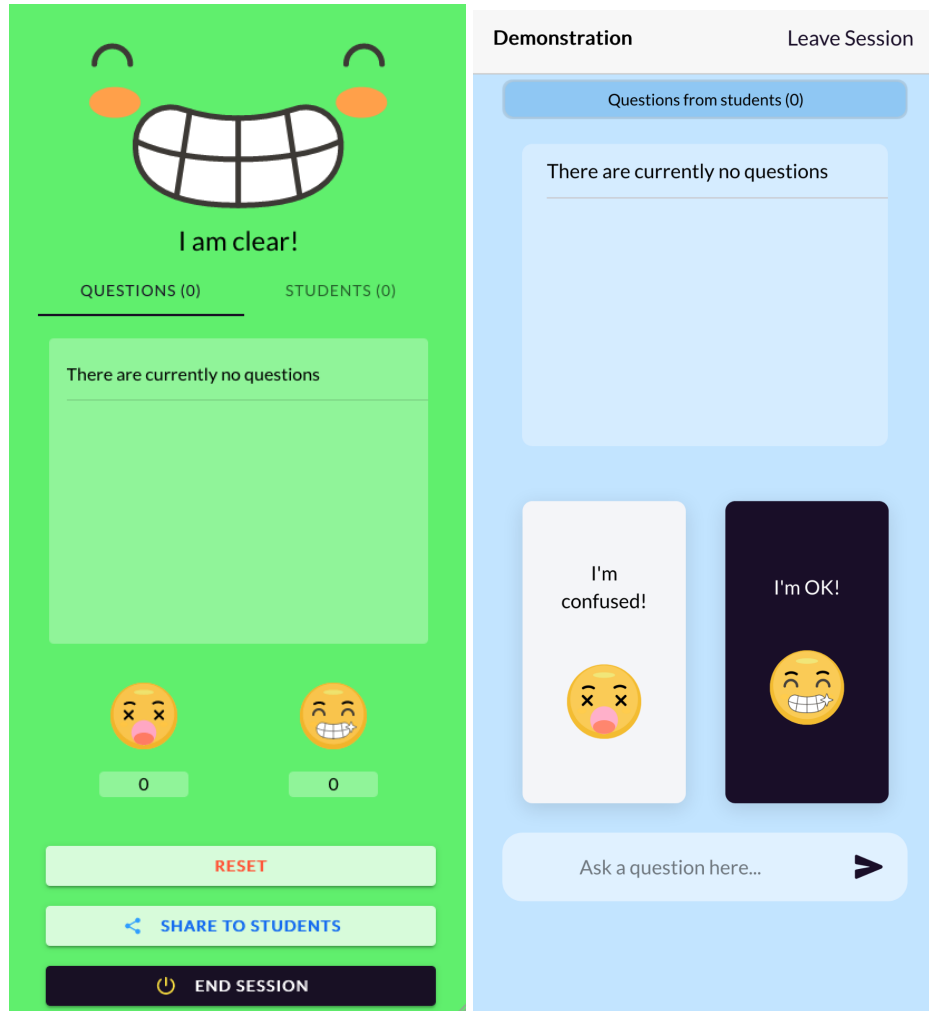 I am clear!
QUESTIONS (0)
STUDENTS (0)
There are currently no questions
0
0
RESET
SHARE TO STUDENTS
END SESSION
Demonstration
Leave Session
Questions from students (0)
There are currently no questions
I'm
confused!
I'm OK!
Ask a question here...